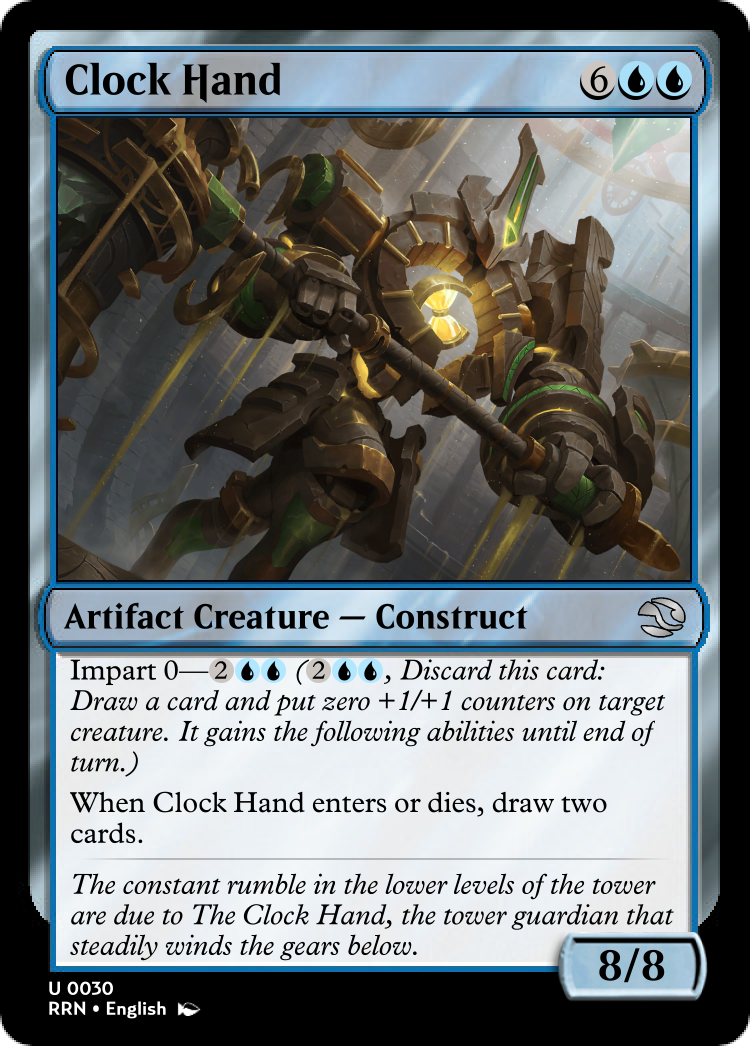 Clock Hand 6
Artifact Creature — Construct
Impart 0—2 (2, Discard this card:
Draw a card and put zero +1/+1 counters on target
creature. It gains the following abilities until end of
turn.)
When Clock Hand enters or dies, draw two
cards.
The constant rumble in the lower levels of the tower
are due to The Clock Hand, the tower guardian that
steadily winds the gears below.
8/8
U 0030
RRN • English